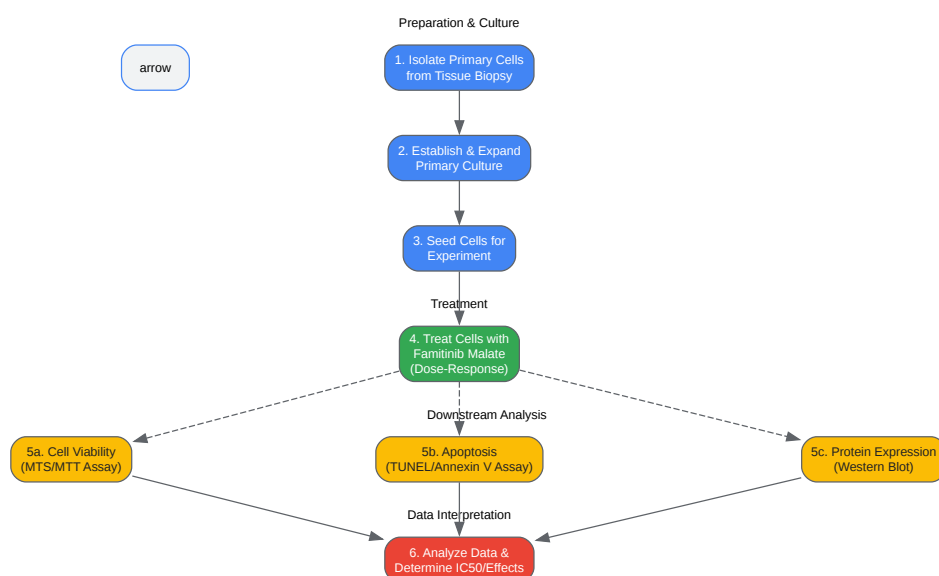 Preparation & Culture
arrow
1. Isolate Primary Cells
from Tissue Biopsy
2. Establish & Expand
Primary Culture
3. Seed Cells for
Experiment
Treatment
4. Treat Cells with
Famitinib Malate
(Dose-Response)
Downstream Analysis
5a. Cell Viability
(MTS/MTT Assay)
5b. Apoptosis
(TUNEL/Annexin V Assay)
5c. Protein Expression
(Western Blot)
Data Interpretation
6. Analyze Data &
Determine IC50/Effects